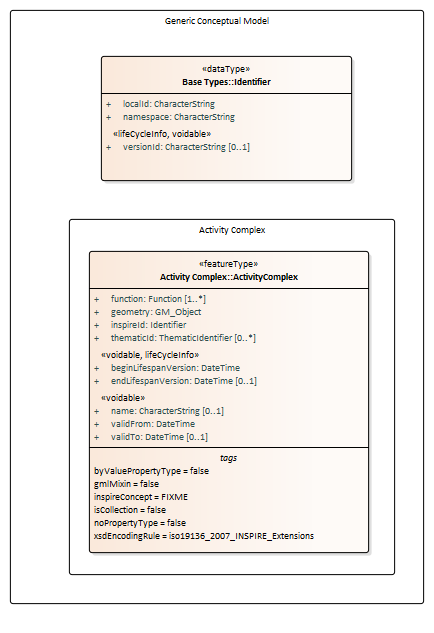 Generic Conceptual Model
«dataType»
Base Types::Identifier
+ localId: CharacterString
+ namespace: CharacterString
«lifeCycleInfo, voidable»
+ versionId: CharacterString [0..1]
Activity Complex
«featureType»
Activity Complex::ActivityComplex
+ function: Function [1..*]
+ geometry: GM_Object
+ inspireId: Identifier
+ thematicId: ThematicIdentifier [0..*]
«voidable, lifeCycleInfo»
+ beginLifespanVersion: DateTime
+ endLifespanVersion: DateTime [0..1]
«voidable»
+ name: CharacterString [0..1]
+ validFrom: DateTime
+ validTo: DateTime [0..1]
tags
byValuePropertyType = false
gmlMixin = false
inspireConcept = FIXME
isCollection = false
noPropertyType = false
xsdEncodingRule = iso19136_2007_INSPIRE_Extensions